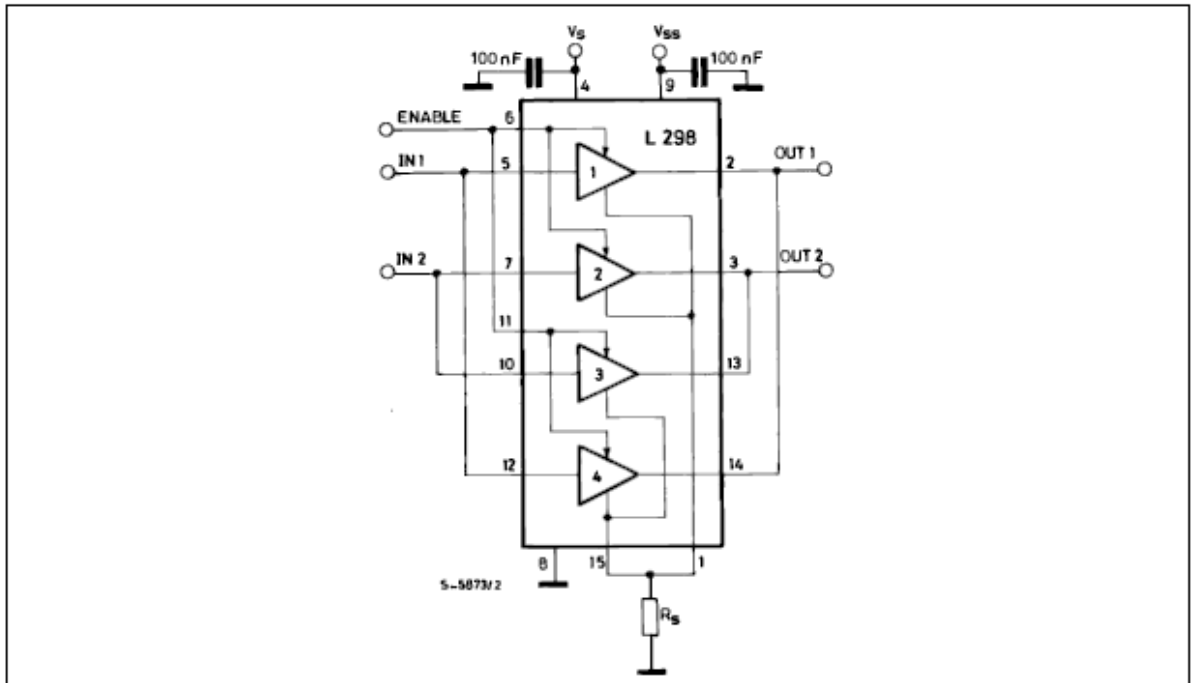 Vs Vss
100 nF 100 nF
4 9
ENABLE 6
L 298
IN 1 5 1 2 OUT 1
IN 2 7 2 3 OUT 2
11
10 3 13
12 4 14
8 15 1
S-5873/2
Rs